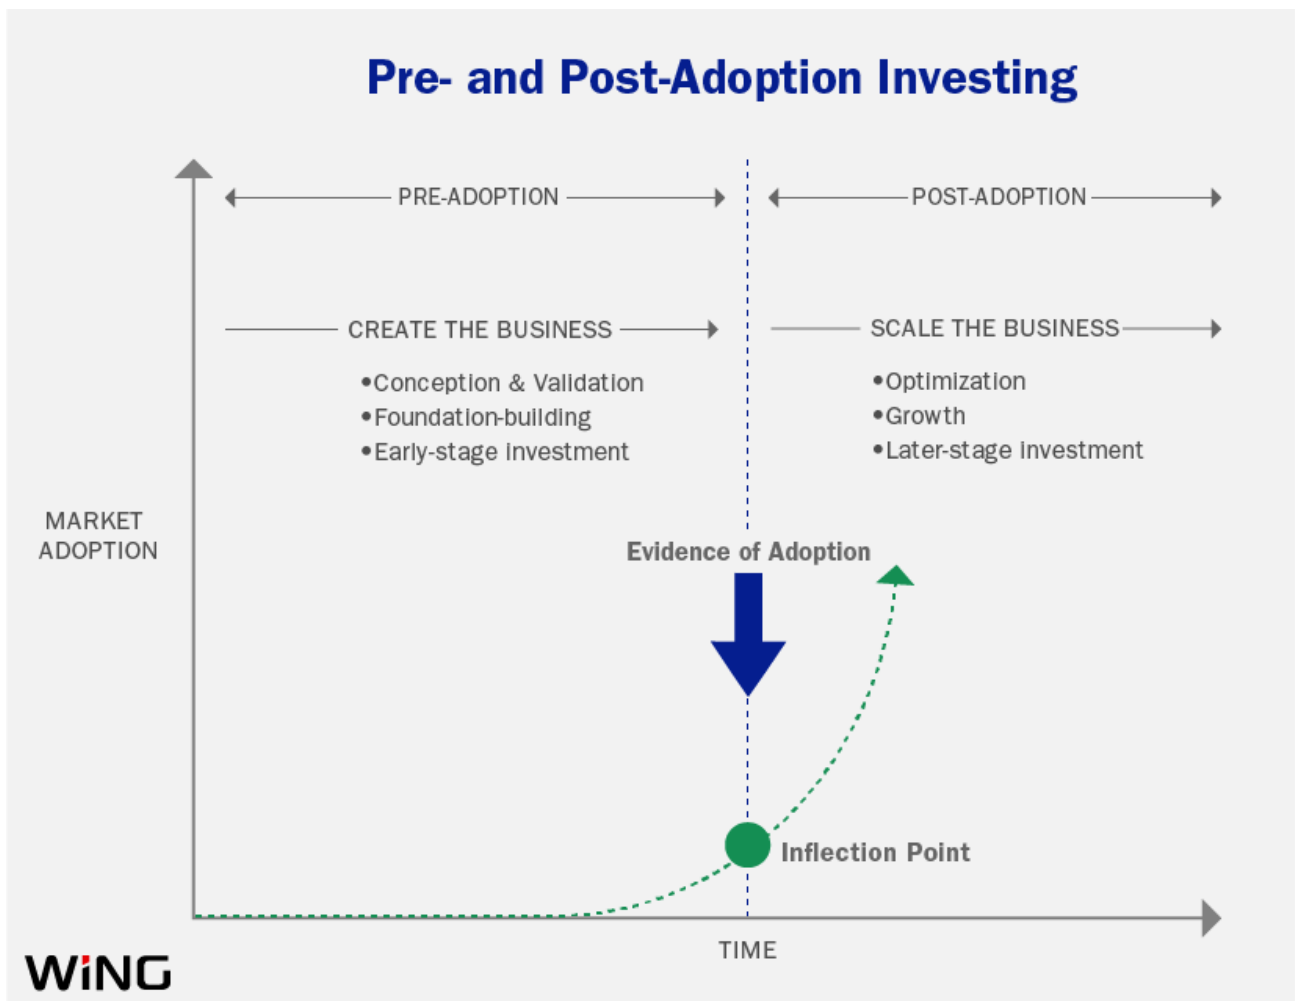 Pre- and Post-Adoption Investing
PRE-ADOPTION
POST-ADOPTION
CREATE THE BUSINESS
•Conception & Validation
•Foundation-building
•Early-stage investment
SCALE THE BUSINESS
•Optimization
•Growth
•Later-stage investment
MARKET
ADOPTION
Evidence of Adoption
Inflection Point
TIME
WiNG